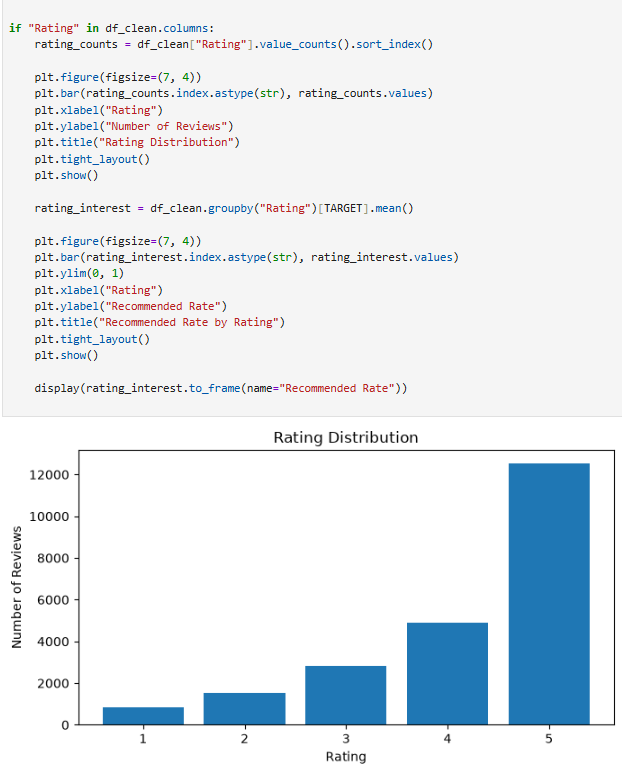 if "Rating" in df_clean.columns:
    rating_counts = df_clean["Rating"].value_counts().sort_index()

    plt.figure(figsize=(7, 4))
    plt.bar(rating_counts.index.astype(str), rating_counts.values)
    plt.xlabel("Rating")
    plt.ylabel("Number of Reviews")
    plt.title("Rating Distribution")
    plt.tight_layout()
    plt.show()

    rating_interest = df_clean.groupby("Rating")[TARGET].mean()

    plt.figure(figsize=(7, 4))
    plt.bar(rating_interest.index.astype(str), rating_interest.values)
    plt.ylim(0, 1)
    plt.xlabel("Rating")
    plt.ylabel("Recommended Rate")
    plt.title("Recommended Rate by Rating")
    plt.tight_layout()
    plt.show()

    display(rating_interest.to_frame(name="Recommended Rate"))
Rating Distribution
Number of Reviews
12000
10000
8000
6000
4000
2000
0
1 2 3 4 5
Rating